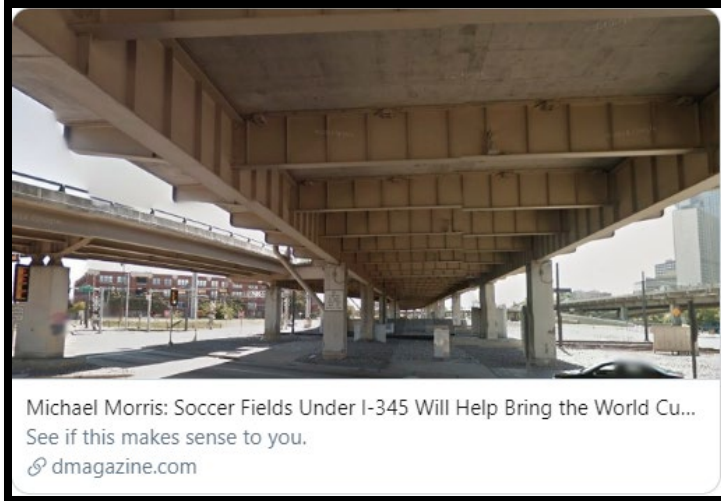 Michael Morris: Soccer Fields Under I-345 Will Help Bring the World Cu...
See if this makes sense to you.
dmagazine.com